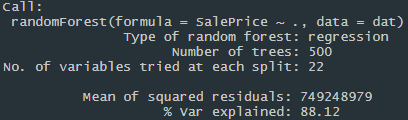 Call:
randomForest(formula = SalePrice ~ ., data = dat)
Type of random forest: regression
Number of trees: 500
No. of variables tried at each split: 22
Mean of squared residuals: 749248979
% Var explained: 88.12